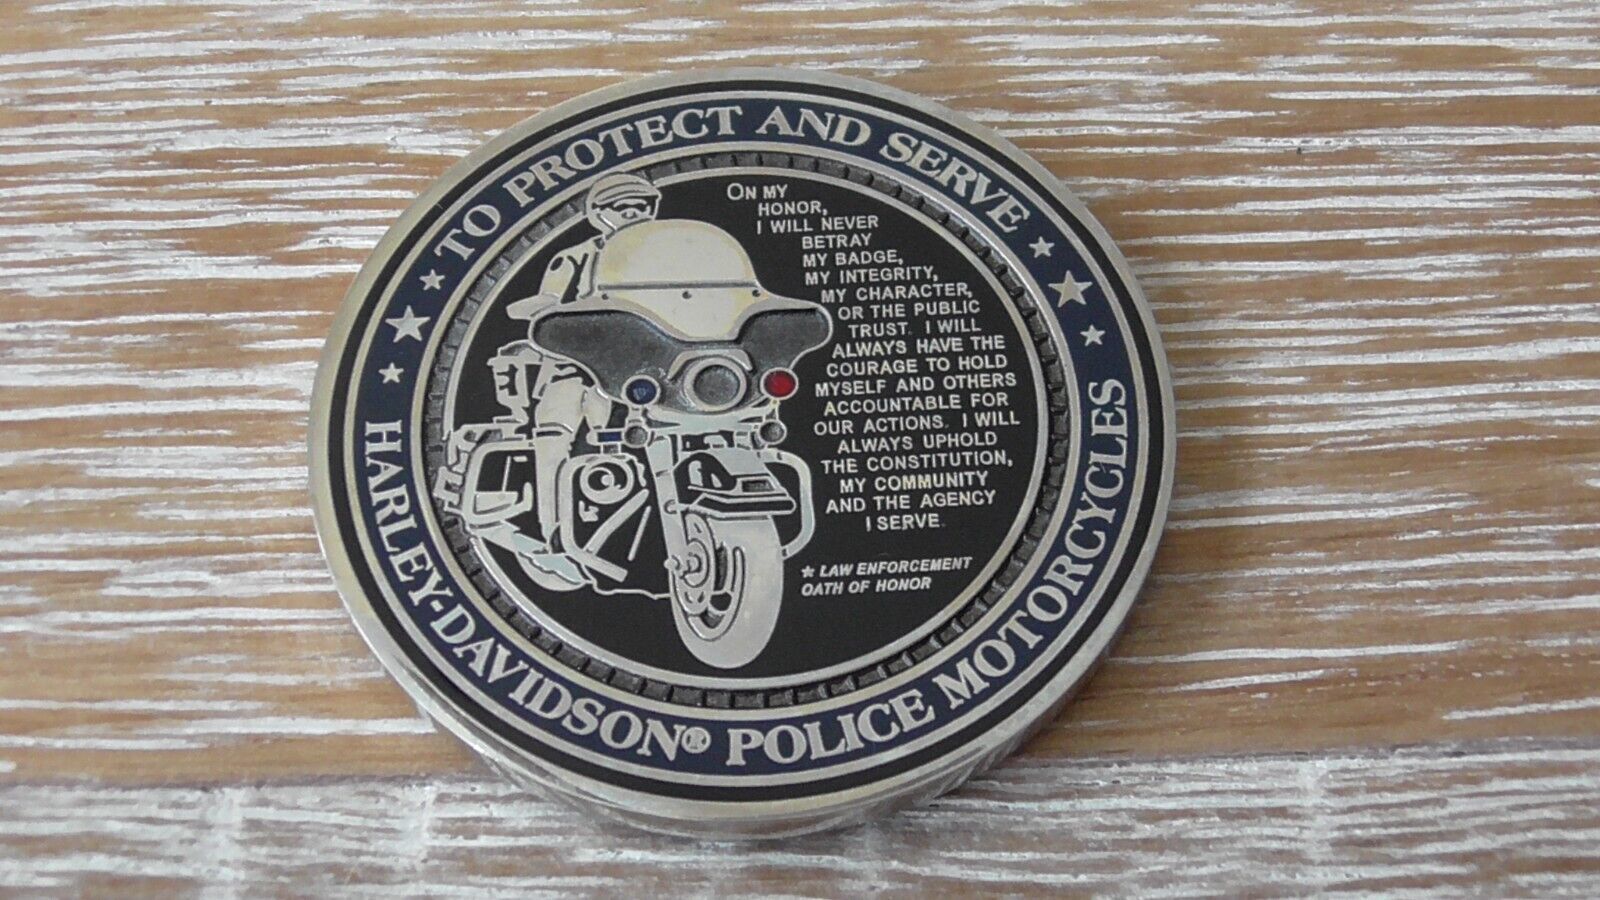 TO PROTECT AND SERVE
ON MY
HONOR,
I WILL NEVER
BETRAY
MY BADGE,
MY INTEGRITY,
MY CHARACTER,
OR THE PUBLIC
TRUST. I WILL
ALWAYS HAVE THE
COURAGE TO HOLD
MYSELF AND OTHERS
ACCOUNTABLE FOR
OUR ACTIONS. I WILL
ALWAYS UPHOLD
THE CONSTITUTION,
MY COMMUNITY
AND THE AGENCY
I SERVE.
★ LAW ENFORCEMENT
OATH OF HONOR
HARLEY-DAVIDSON® POLICE MOTORCYCLES